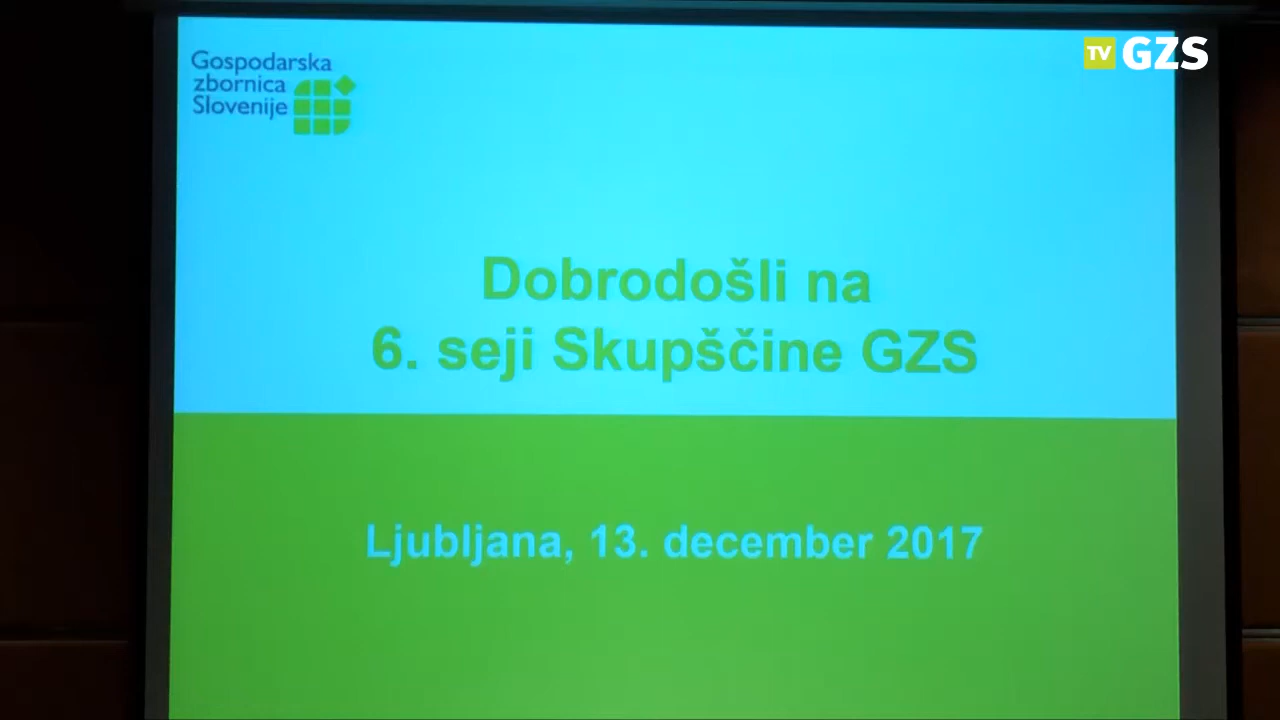 Gospodarska
zbornica
Slovenije
TV GZS
Dobrodošli na
6. seji Skupščine GZS
Ljubljana, 13. december 2017